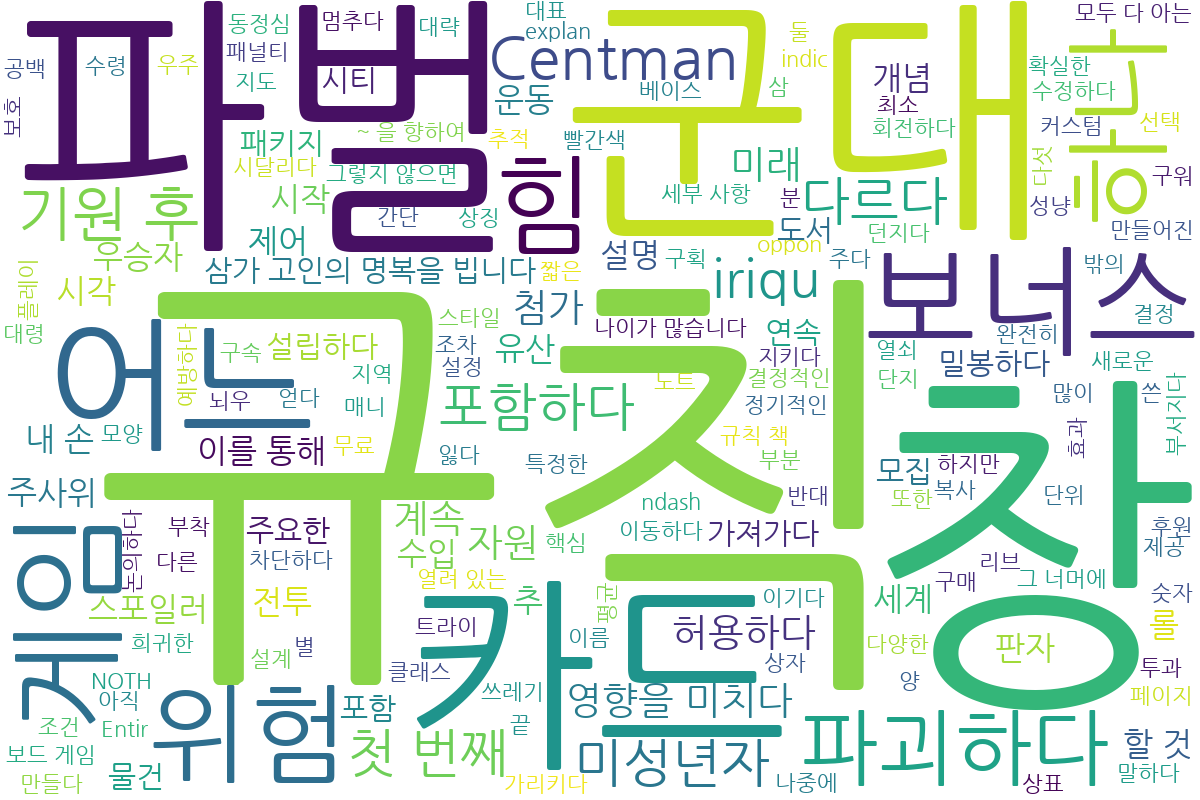 파벌
군대
하나
동정심
멈추다
대략
대표
explan
둘
모두 다 아는
공백
수령
우주
패널티
지도
시티
Centman
운동
베이스
indic
삼
개념
최소
확실한
수정하다
보호
~ 을 향하여
추적
빨간색
회전하다
커스텀
선택
패키지
시달리다
그렇지 않으면
힘
미래
다섯
구워
기원 후
시작
간단
상징
세부 사항
분
다르다
성냥
우승자
제어
설명
구획
oppon
도서
던지다
만들어진
플레이
시각
삼가 고인의 명복을 빕니다
짧은
iriqu
주다
보너스
밖의
대령
첨가
스타일
나이가 많습니다
연속
완전히
결정
어느
예방하다
구속
설립하다
조차
유산
지키다
열쇠
밀봉하다
새로운
규칙
창
지역
설정
노트
결정적인
단지
뇌우
얻다
매니
포함하다
정기적인
많이
쓴
부서지다
내 손
모양
이를 통해
무료
잃다
규칙 책
부분
효과
특정한
모집
하지만
주사위
ndash
반대
또한
복사
단위
계속
논의하다
부착
주요한
수입
자원
핵심
이동하다
가져가다
후원
제공
게임
다른
차단하다
열려 있는
리브
구매
그 너머에
스포일러
전투
카드
추
평균
이기다
세계
숫자
희귀한
별
트라이
이름
허용하다
다양한
판자
롤
설계
클래스
상자
양
투과
NOTH
아직
위험
포함
쓰레기
영향을 미치다
페이지
조건
Entir
끝
파괴하다
보드 게임
물건
첫 번째
미성년자
할 것
만들다
가리키다
나중에
말하다
상표